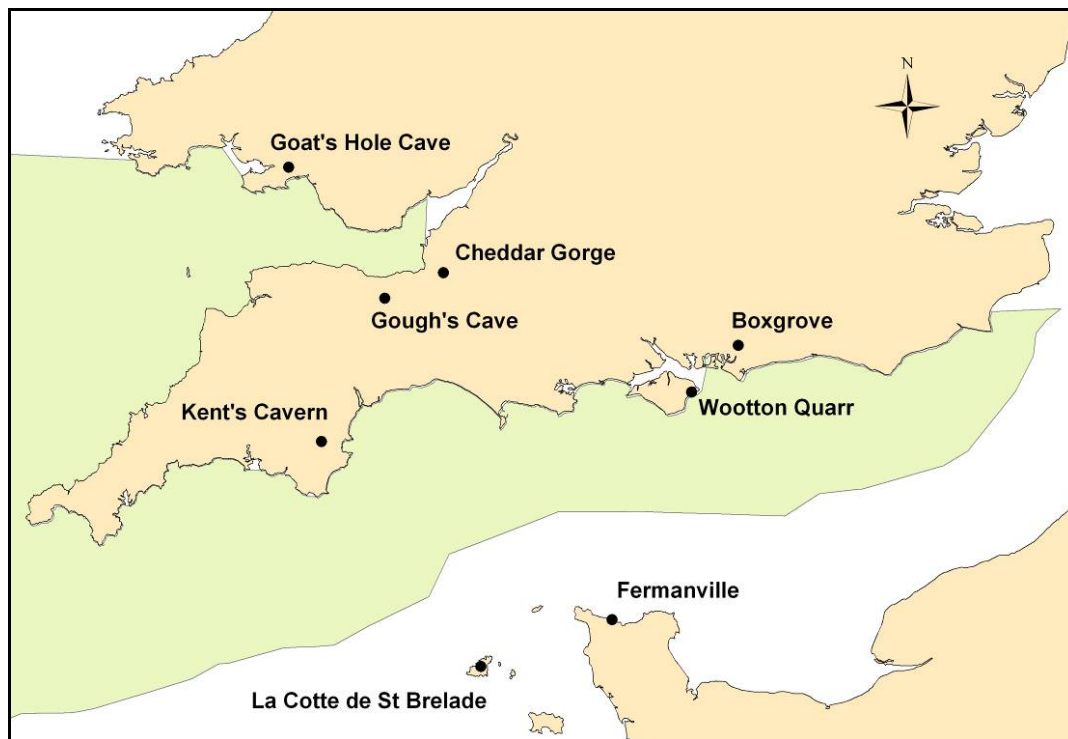 N
Goat's Hole Cave
Cheddar Gorge
Gough's Cave
Boxgrove
Kent's Cavern
Wootton Quarr
Fermanville
La Cotte de St Brelade